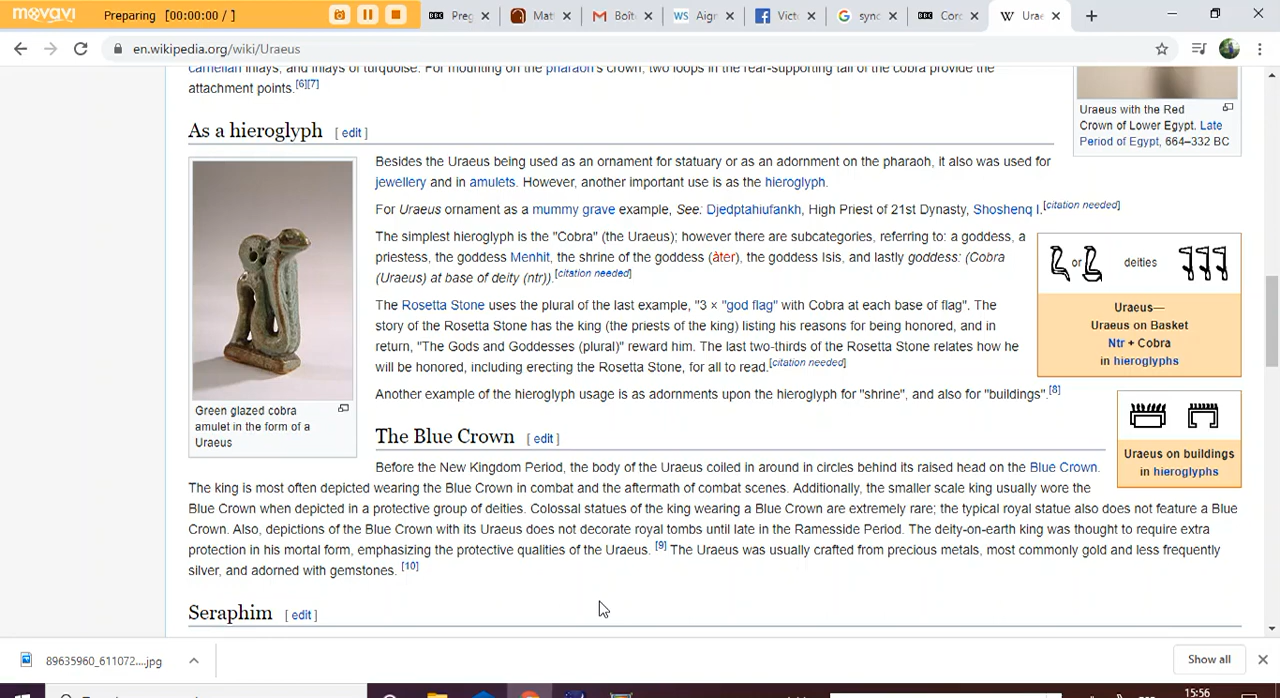 movavi Preparing [00:00:00 / ]
Preg
Mat
Boît
Aigr
Victo
sync
Corc
Urae
en.wikipedia.org/wiki/Uraeus
carnelian inlays, and inlays of turquoise. For mounting on the pharaoh's crown, two loops in the rear-supporting tail of the cobra provide the
attachment points.[6][7]
Uraeus with the Red
Crown of Lower Egypt. Late
Period of Egypt, 664–332 BC
As a hieroglyph [ edit ]
Besides the Uraeus being used as an ornament for statuary or as an adornment on the pharaoh, it also was used for
jewellery and in amulets. However, another important use is as the hieroglyph.
For Uraeus ornament as a mummy grave example, See: Djedptahiufankh, High Priest of 21st Dynasty, Shoshenq I.[citation needed]
The simplest hieroglyph is the "Cobra" (the Uraeus); however there are subcategories, referring to: a goddess, a
priestess, the goddess Menhit, the shrine of the goddess (àter), the goddess Isis, and lastly goddess: (Cobra
(Uraeus) at base of deity (ntr)).[citation needed]
The Rosetta Stone uses the plural of the last example, "3 × "god flag" with Cobra at each base of flag". The
story of the Rosetta Stone has the king (the priests of the king) listing his reasons for being honored, and in
return, "The Gods and Goddesses (plural)" reward him. The last two-thirds of the Rosetta Stone relates how he
will be honored, including erecting the Rosetta Stone, for all to read.[citation needed]
Another example of the hieroglyph usage is as adornments upon the hieroglyph for "shrine", and also for "buildings".[8]
or deities
Uraeus—
Uraeus on Basket
Ntr + Cobra
in hieroglyphs
Uraeus on buildings
in hieroglyphs
Green glazed cobra
amulet in the form of a
Uraeus
The Blue Crown [ edit ]
Before the New Kingdom Period, the body of the Uraeus coiled in around in circles behind its raised head on the Blue Crown.
The king is most often depicted wearing the Blue Crown in combat and the aftermath of combat scenes. Additionally, the smaller scale king usually wore the
Blue Crown when depicted in a protective group of deities. Colossal statues of the king wearing a Blue Crown are extremely rare; the typical royal statue also does not feature a Blue
Crown. Also, depictions of the Blue Crown with its Uraeus does not decorate royal tombs until late in the Ramesside Period. The deity-on-earth king was thought to require extra
protection in his mortal form, emphasizing the protective qualities of the Uraeus. [9] The Uraeus was usually crafted from precious metals, most commonly gold and less frequently
silver, and adorned with gemstones. [10]
Seraphim [ edit ]
89635960_611072....jpg
Show all
15:56